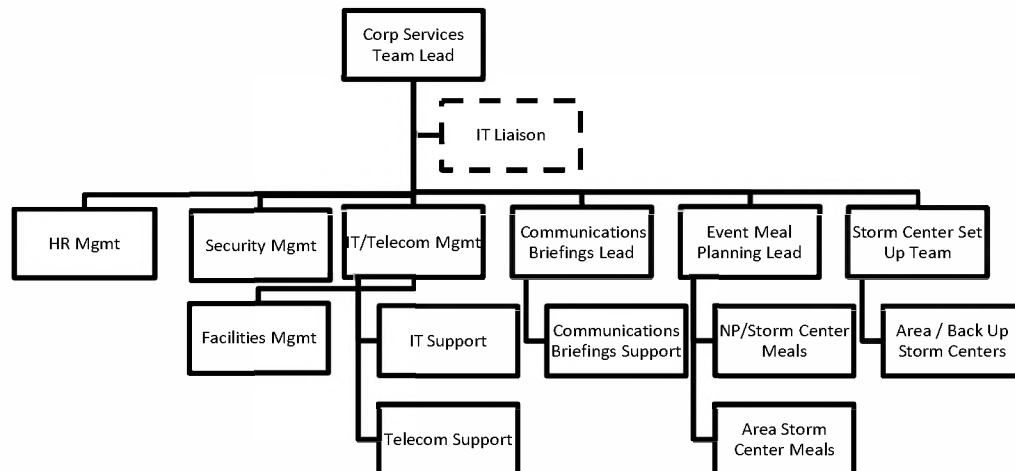 Corp Services
Team Lead
IT Liaison
HR Mgmt
Security Mgmt
IT/Telecom Mgmt
Communications
Briefings Lead
Event Meal
Planning Lead
Storm Center Set
Up Team
Facilities Mgmt
IT Support
Communications
Briefings Support
NP/Storm Center
Meals
Area / Back Up
Storm Centers
Telecom Support
Area Storm
Center Meals